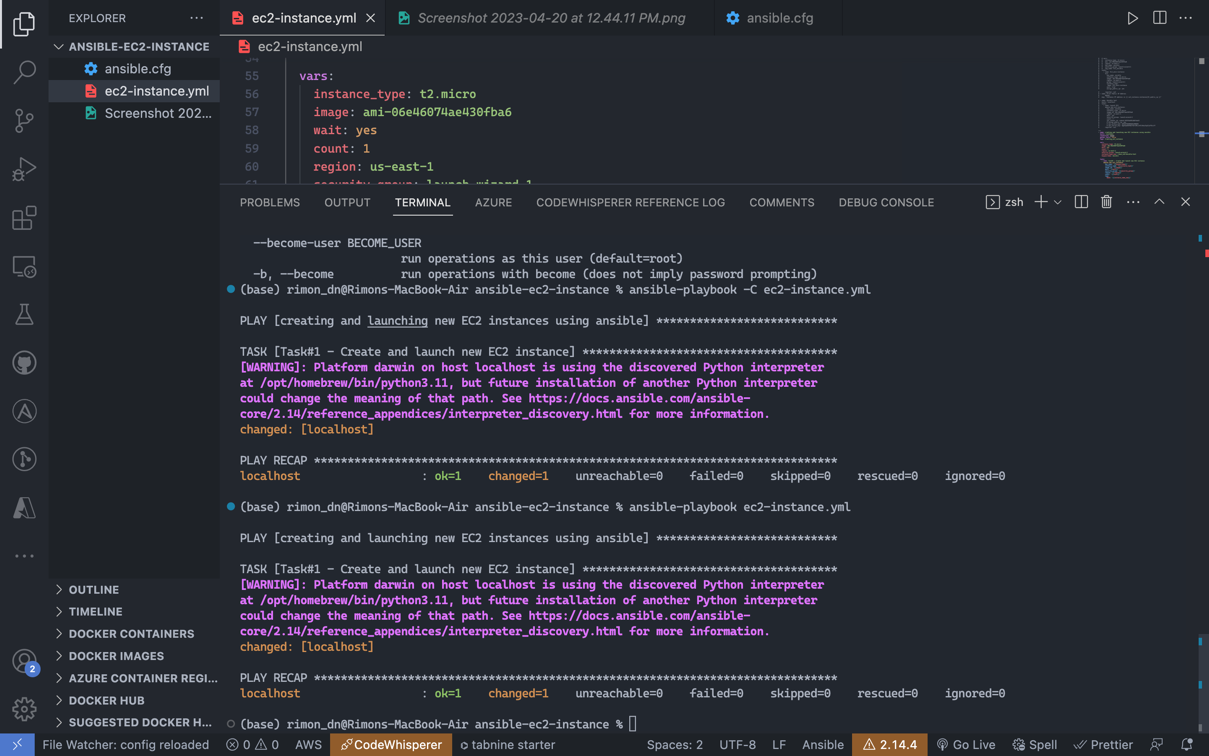 EXPLORER
ec2-instance.yml
Screenshot 2023-04-20 at 12.44.11 PM.png
ansible.cfg
ANSIBLE-EC2-INSTANCE
ansible.cfg
ec2-instance.yml
Screenshot 202...
ec2-instance.yml
54
55 vars:
56 instance_type: t2.micro
57 image: ami-06e46074ae430fba6
58 wait: yes
59 count: 1
60 region: us-east-1
61 security_group: launch-wizard-1
PROBLEMS OUTPUT TERMINAL AZURE CODEWHISPERER REFERENCE LOG COMMENTS DEBUG CONSOLE zsh
--become-user BECOME_USER
run operations as this user (default=root)
-b, --become run operations with become (does not imply password prompting)
(base) rimon_dn@Rimons-MacBook-Air ansible-ec2-instance % ansible-playbook -C ec2-instance.yml
PLAY [creating and launching new EC2 instances using ansible] ***************************
TASK [Task#1 - Create and launch new EC2 instance] **************************************
[WARNING]: Platform darwin on host localhost is using the discovered Python interpreter
at /opt/homebrew/bin/python3.11, but future installation of another Python interpreter
could change the meaning of that path. See https://docs.ansible.com/ansible-
core/2.14/reference_appendices/interpreter_discovery.html for more information.
changed: [localhost]
PLAY RECAP ******************************************************************************
localhost : ok=1 changed=1 unreachable=0 failed=0 skipped=0 rescued=0 ignored=0
(base) rimon_dn@Rimons-MacBook-Air ansible-ec2-instance % ansible-playbook ec2-instance.yml
PLAY [creating and launching new EC2 instances using ansible] ***************************
TASK [Task#1 - Create and launch new EC2 instance] **************************************
[WARNING]: Platform darwin on host localhost is using the discovered Python interpreter
at /opt/homebrew/bin/python3.11, but future installation of another Python interpreter
could change the meaning of that path. See https://docs.ansible.com/ansible-
core/2.14/reference_appendices/interpreter_discovery.html for more information.
changed: [localhost]
PLAY RECAP ******************************************************************************
localhost : ok=1 changed=1 unreachable=0 failed=0 skipped=0 rescued=0 ignored=0
(base) rimon_dn@Rimons-MacBook-Air ansible-ec2-instance %
OUTLINE
TIMELINE
DOCKER CONTAINERS
DOCKER IMAGES
AZURE CONTAINER REGI...
DOCKER HUB
SUGGESTED DOCKER H...
2
File Watcher: config reloaded 0 0 AWS CodeWhisperer tabnine starter Spaces: 2 UTF-8 LF Ansible 2.14.4 Go Live Spell Prettier